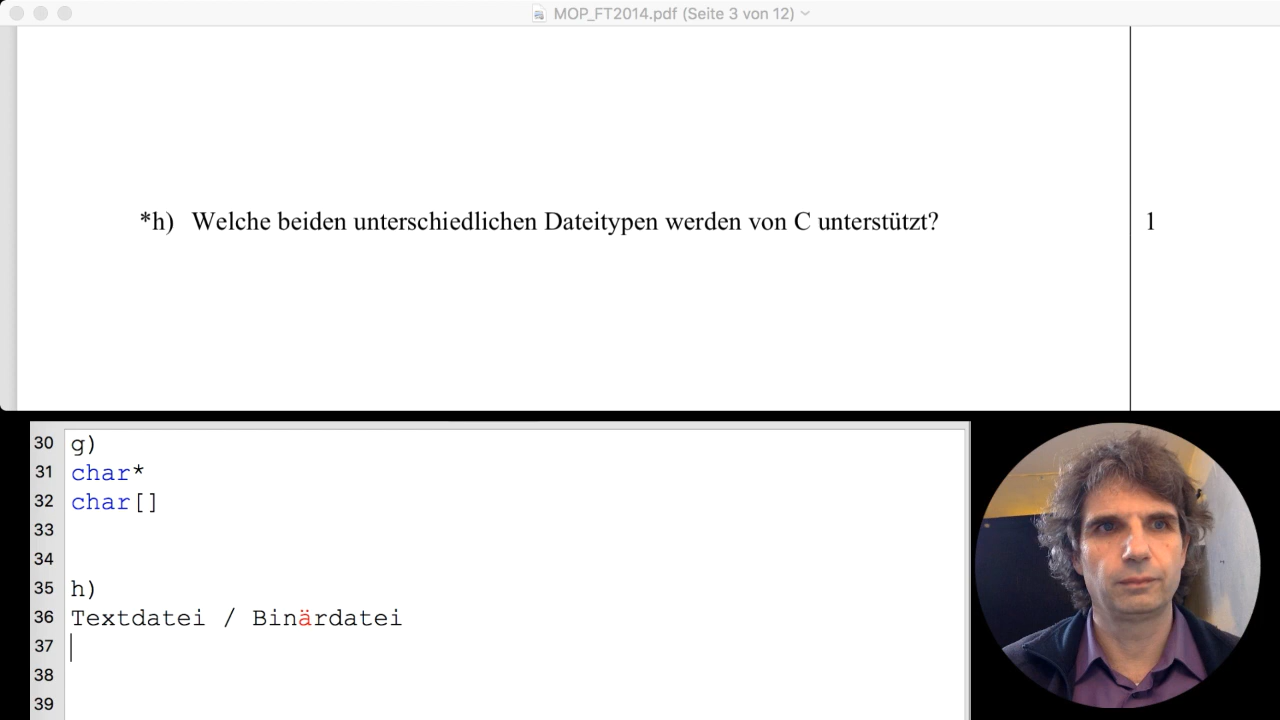 MOP_FT2014.pdf (Seite 3 von 12)
*h) Welche beiden unterschiedlichen Dateitypen werden von C unterstützt? 1
30 g)
31 char*
32 char[]
33
34
35 h)
36 Textdatei / Binärdatei
37
38
39